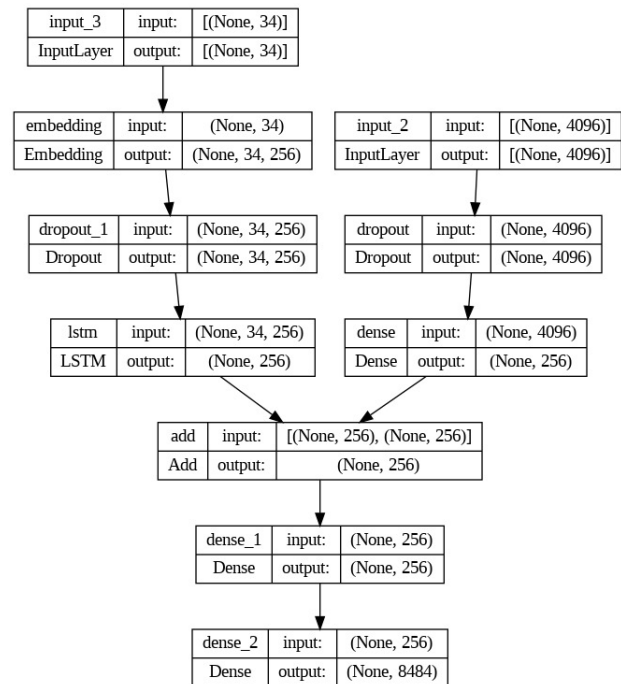 input_3 input: [(None, 34)]
InputLayer output: [(None, 34)]
embedding input: (None, 34)
Embedding output: (None, 34, 256)
input_2 input: [(None, 4096)]
InputLayer output: [(None, 4096)]
dropout_1 input: (None, 34, 256)
Dropout output: (None, 34, 256)
dropout input: (None, 4096)
Dropout output: (None, 4096)
lstm input: (None, 34, 256)
LSTM output: (None, 256)
dense input: (None, 4096)
Dense output: (None, 256)
add input: [(None, 256), (None, 256)]
Add output: (None, 256)
dense_1 input: (None, 256)
Dense output: (None, 256)
dense_2 input: (None, 256)
Dense output: (None, 8484)